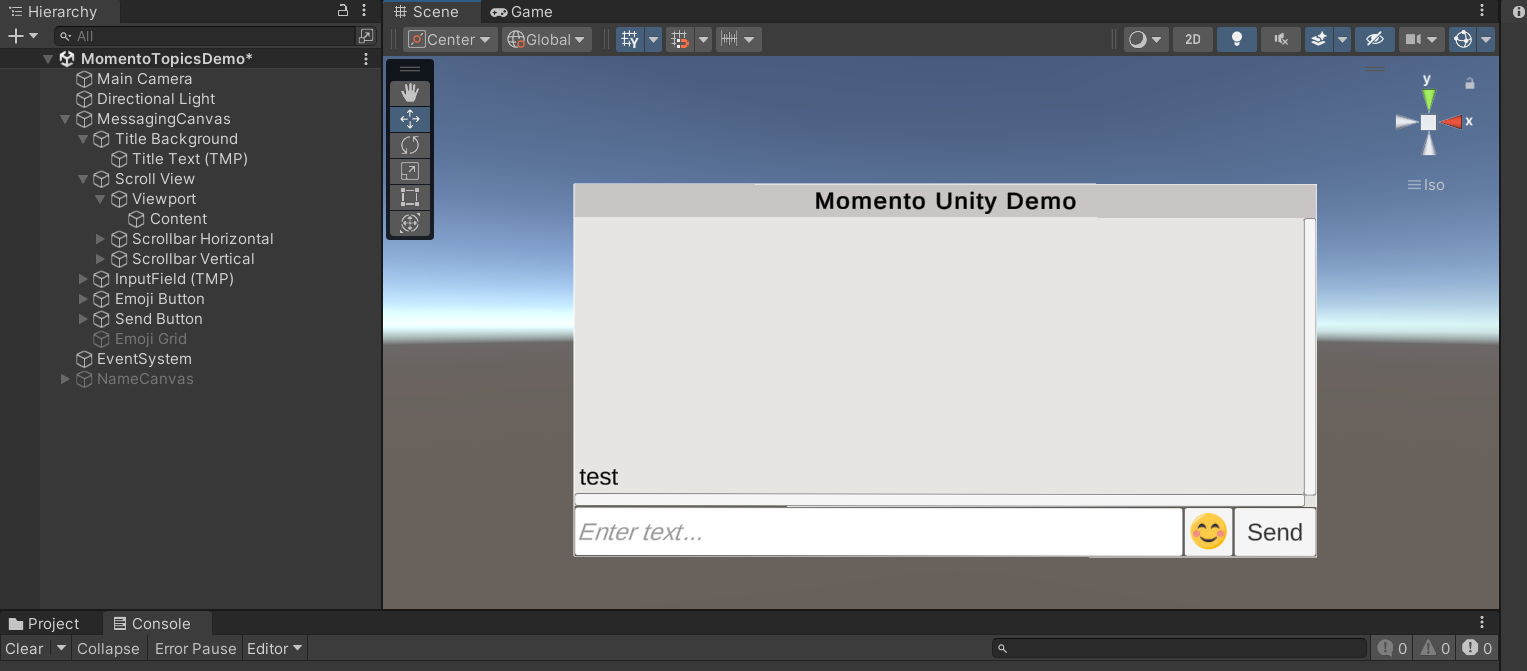 Hierarchy
All
MomentoTopicsDemo*
Main Camera
Directional Light
MessagingCanvas
Title Background
Title Text (TMP)
Scroll View
Viewport
Content
Scrollbar Horizontal
Scrollbar Vertical
InputField (TMP)
Emoji Button
Send Button
Emoji Grid
EventSystem
NameCanvas
Scene Game
Center Global 2D
y
x
Iso
Momento Unity Demo
test
Enter text...
Send
Project Console
Clear Collapse Error Pause Editor 0 0 0